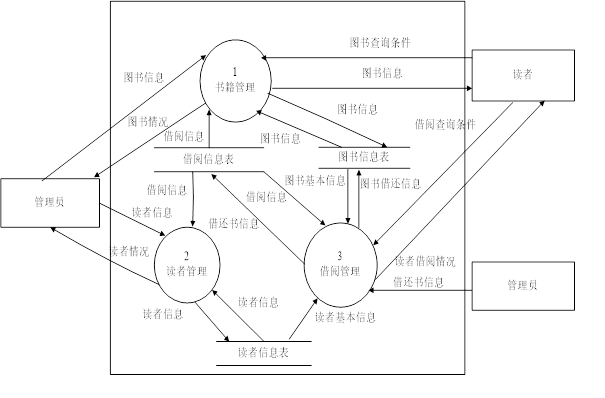 图书查询条件
1
书籍管理
图书信息
图书信息
读者
图书信息
图书情况
借阅信息
图书信息
借阅查询条件
借阅信息表
图书信息表
图书基本信息
图书借还信息
借阅信息
借阅信息
管理员
读者信息
借还书信息
读者情况
2
读者管理
3
借阅管理
读者借阅情况
借还书信息
管理员
读者信息
读者信息
读者基本信息
读者信息表